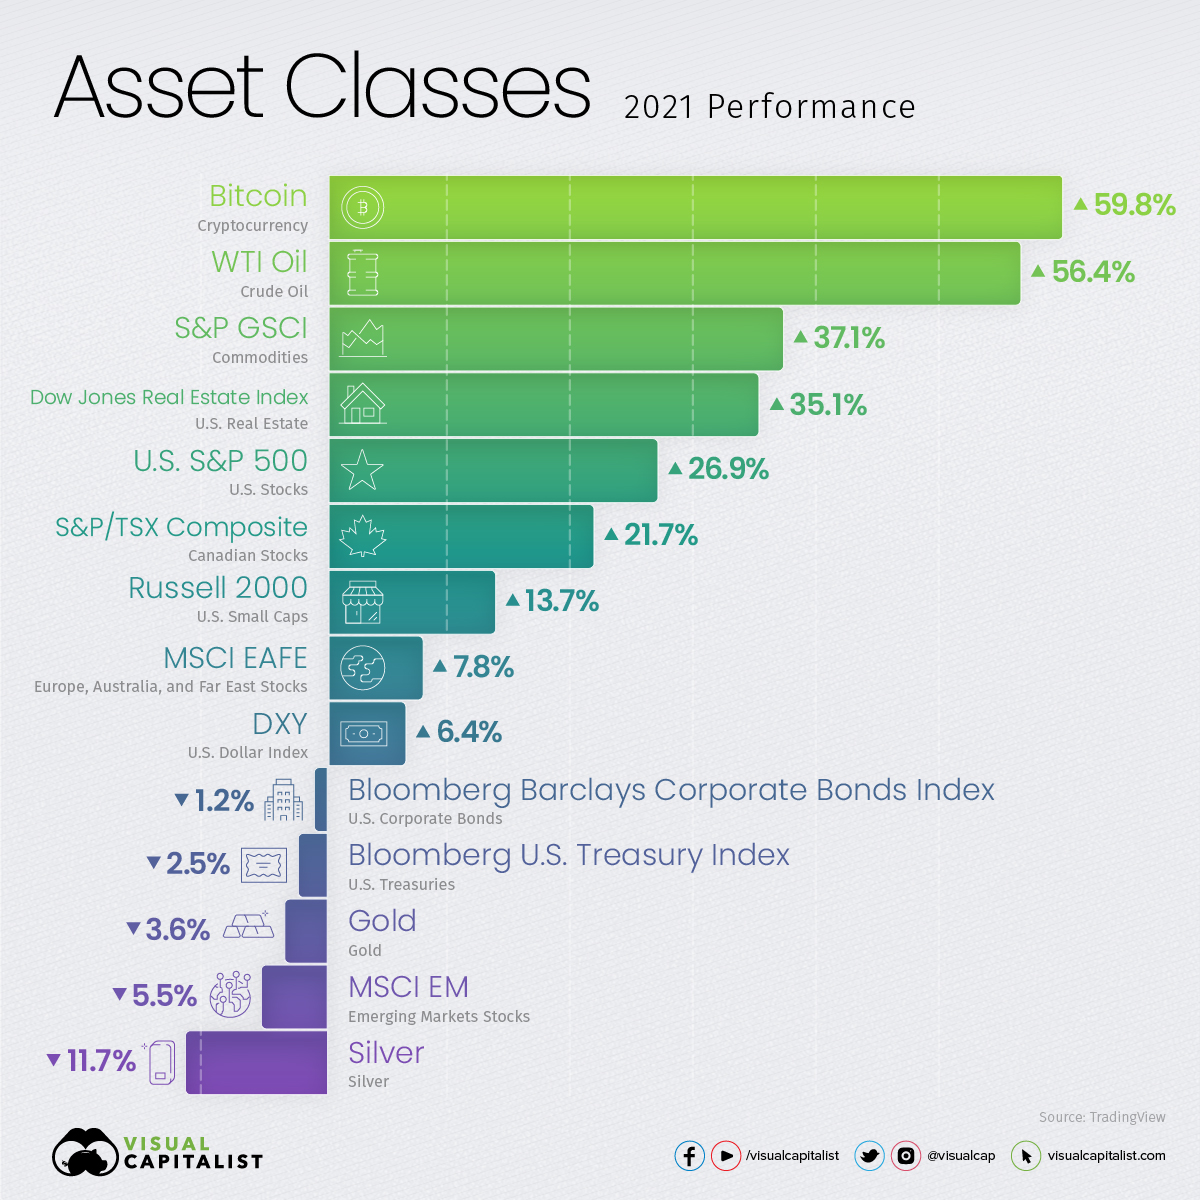 Asset Classes 2021 Performance
Bitcoin
Cryptocurrency
▲ 59.8%
WTI Oil
Crude Oil
▲ 56.4%
S&P GSCI
Commodities
▲ 37.1%
Dow Jones Real Estate Index
U.S. Real Estate
▲ 35.1%
U.S. S&P 500
U.S. Stocks
▲ 26.9%
S&P/TSX Composite
Canadian Stocks
▲ 21.7%
Russell 2000
U.S. Small Caps
▲ 13.7%
MSCI EAFE
Europe, Australia, and Far East Stocks
▲ 7.8%
DXY
U.S. Dollar Index
▲ 6.4%
▼ 1.2%
Bloomberg Barclays Corporate Bonds Index
U.S. Corporate Bonds
▼ 2.5%
Bloomberg U.S. Treasury Index
U.S. Treasuries
▼ 3.6%
Gold
Gold
▼ 5.5%
MSCI EM
Emerging Markets Stocks
▼ 11.7%
Silver
Silver
Source: TradingView
VISUAL
CAPITALIST
/visualcapitalist @visualcap visualcapitalist.com